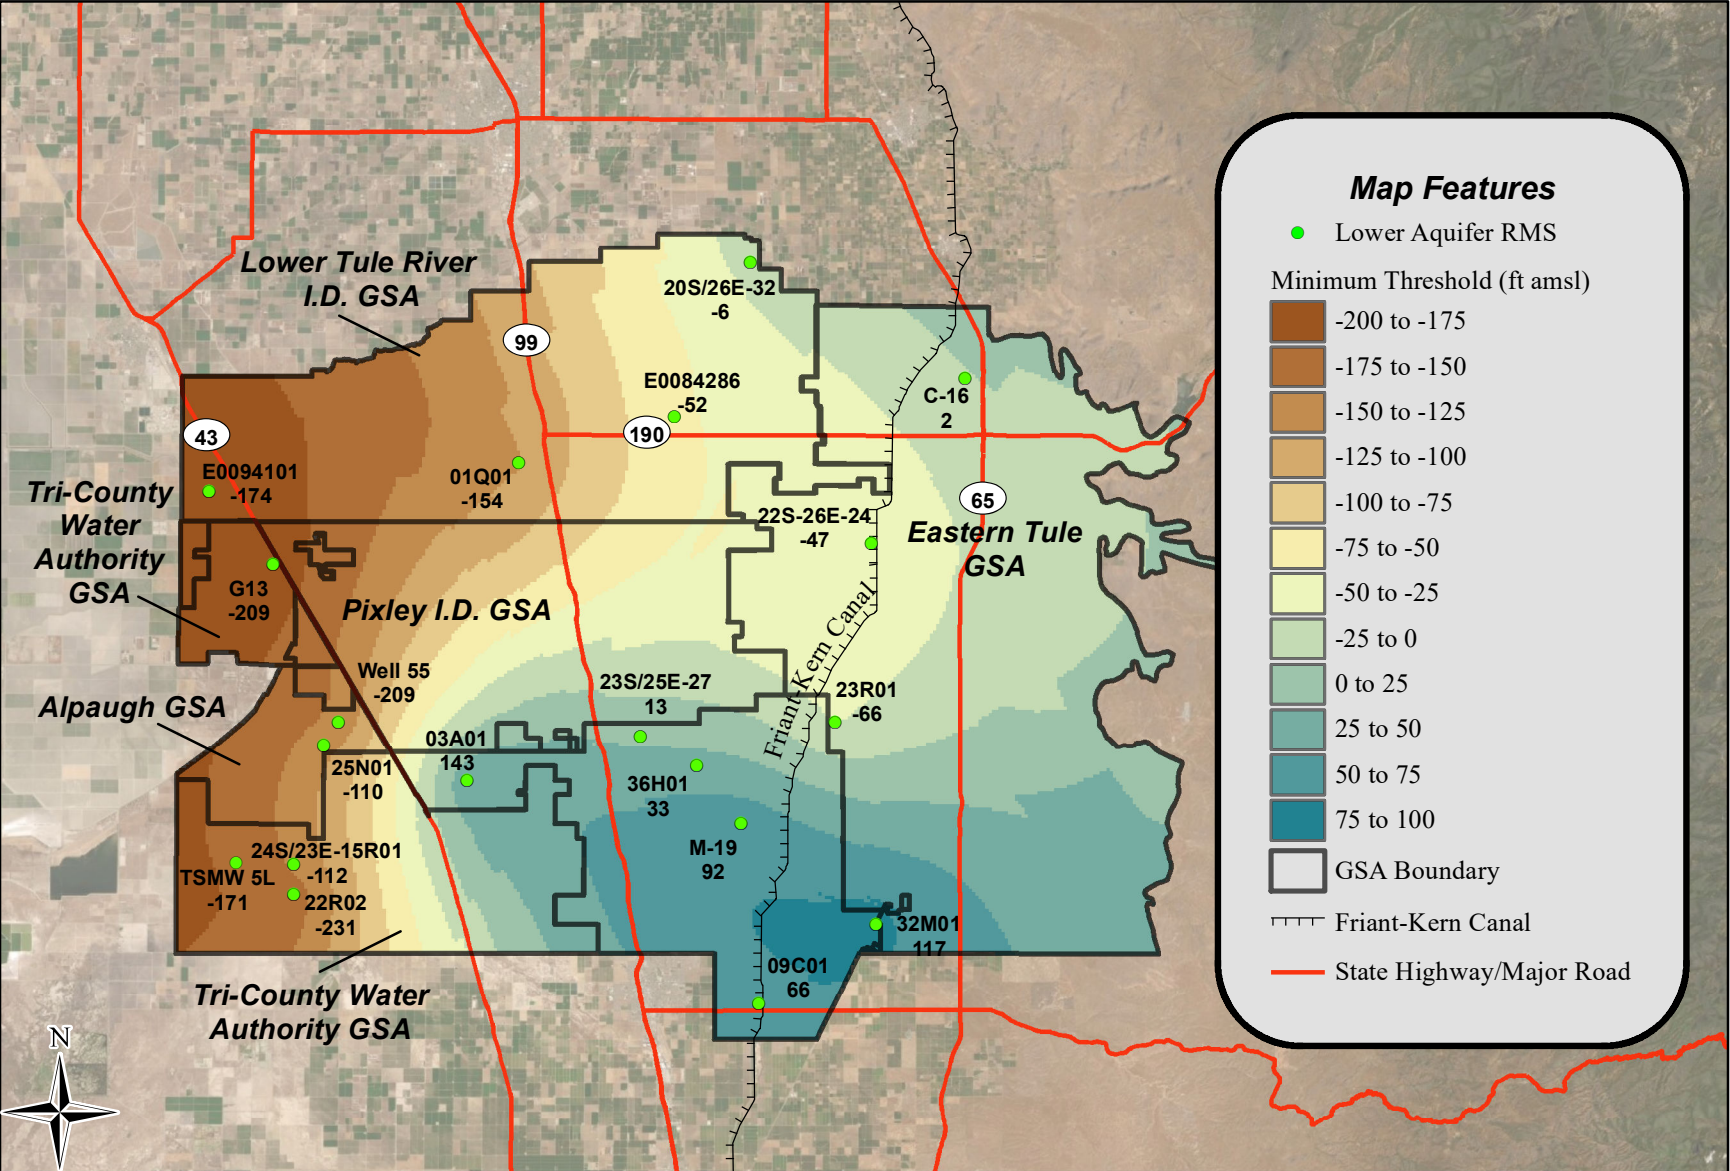 Lower Tule River
I.D. GSA
20S/26E-32
-6
99
E0084286
-52
C-16
2
43
190
E0094101
-174
01Q01
-154
65
Tri-County
Water
Authority
GSA
22S-26E-24
-47
Eastern Tule
GSA
G13
-209
Pixley I.D. GSA
Friant-Kern Canal
Well 55
-209
23S/25E-27
13
23R01
-66
Alpaugh GSA
03A01
143
25N01
-110
36H01
33
M-19
92
24S/23E-15R01
-112
TSMW 5L
-171
22R02
-231
32M01
117
09C01
66
Tri-County Water
Authority GSA
N
Map Features
Lower Aquifer RMS
Minimum Threshold (ft amsl)
-200 to -175
-175 to -150
-150 to -125
-125 to -100
-100 to -75
-75 to -50
-50 to -25
-25 to 0
0 to 25
25 to 50
50 to 75
75 to 100
GSA Boundary
Friant-Kern Canal
State Highway/Major Road